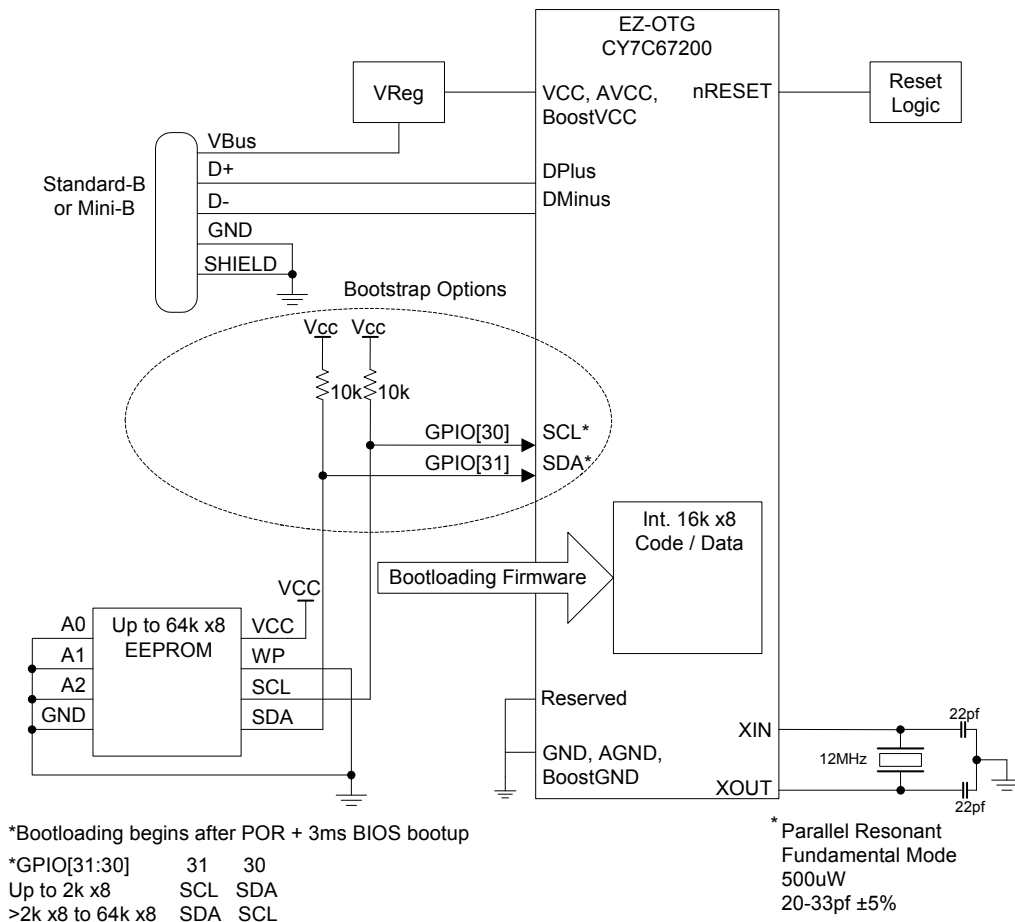 EZ-OTG
CY7C67200
VReg
VCC, AVCC,
BoostVCC
nRESET
Reset
Logic
Standard-B
or Mini-B
VBus
D+
D-
GND
SHIELD
DPlus
DMinus
Bootstrap Options
Vcc
Vcc
10k
10k
GPIO[30]
SCL*
GPIO[31]
SDA*
Int. 16k x8
Code / Data
Bootloading Firmware
VCC
A0
A1
A2
GND
Up to 64k x8
EEPROM
VCC
WP
SCL
SDA
Reserved
GND, AGND,
BoostGND
XIN
XOUT
22pf
12MHz
22pf
*Bootloading begins after POR + 3ms BIOS bootup
*GPIO[31:30] 31 30
Up to 2k x8 SCL SDA
>2k x8 to 64k x8 SDA SCL
* Parallel Resonant
Fundamental Mode
500uW
20-33pf ±5%